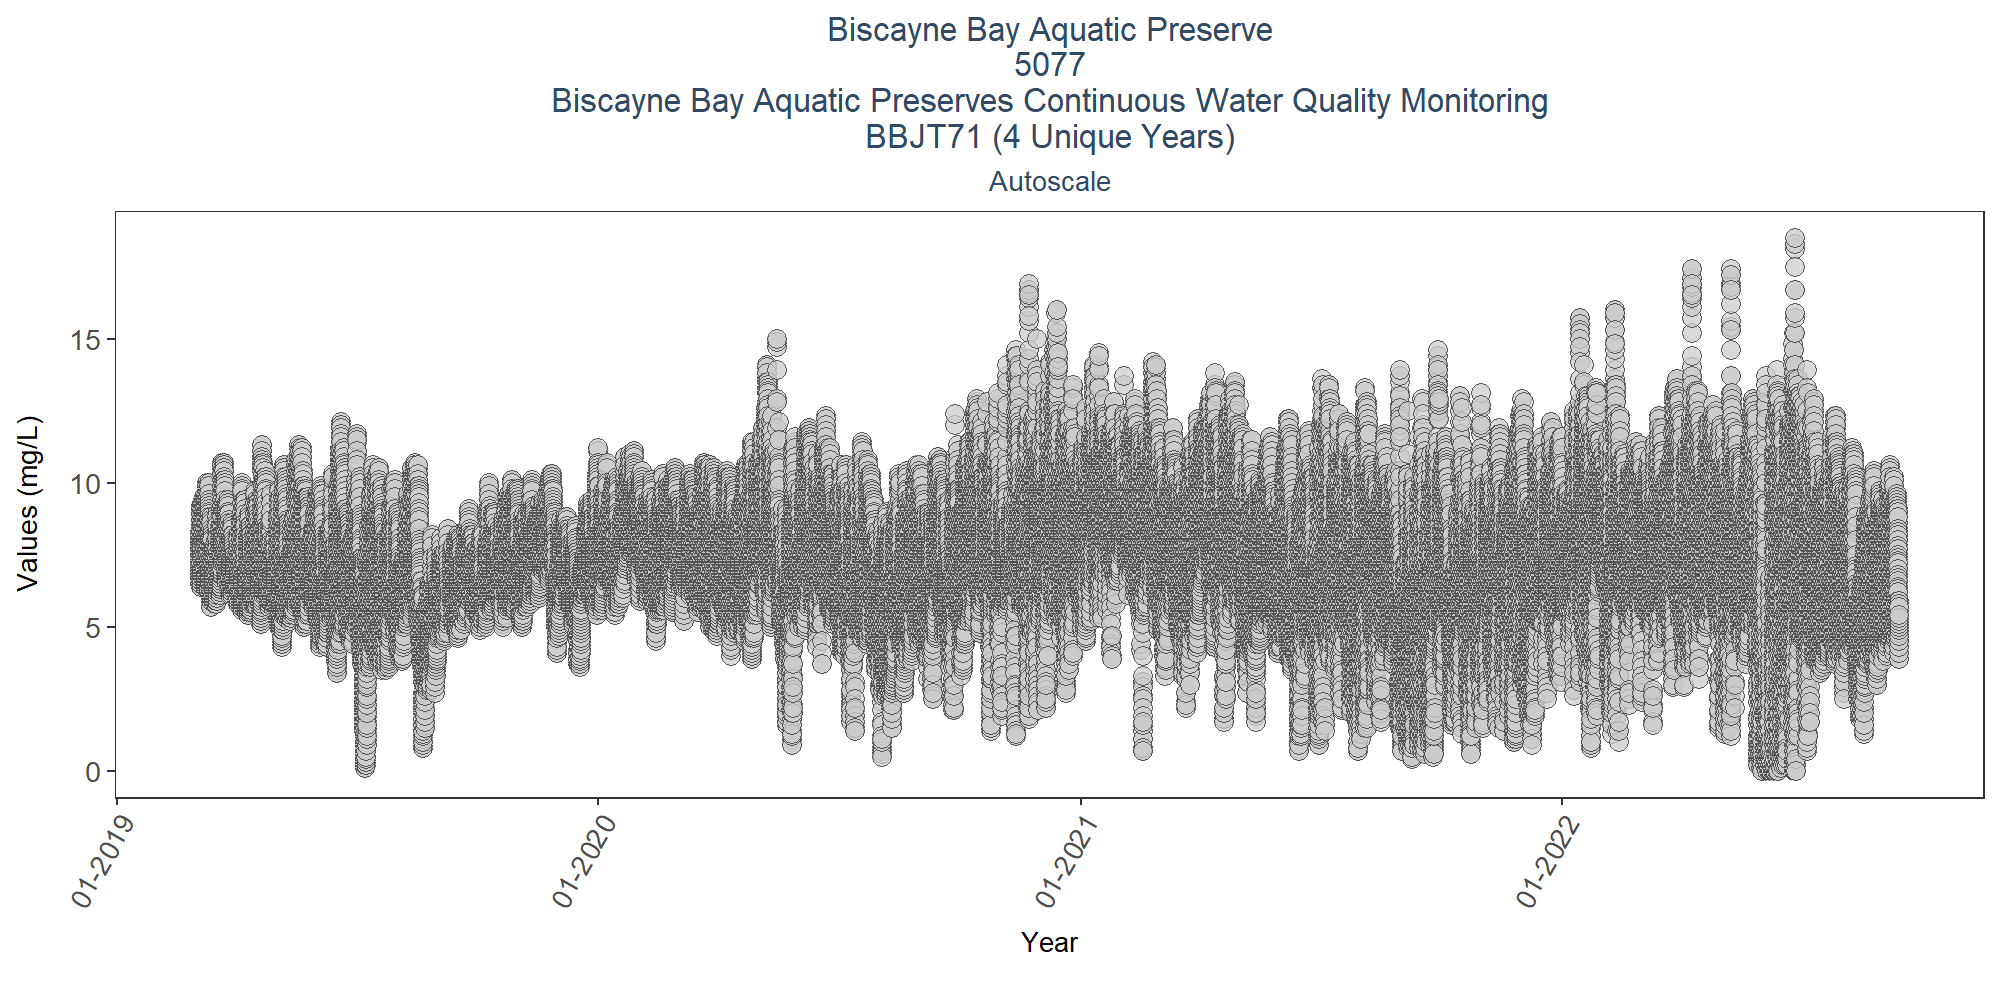 Biscayne Bay Aquatic Preserve
5077
Biscayne Bay Aquatic Preserves Continuous Water Quality Monitoring
BBJT71 (4 Unique Years)
Autoscale
Values (mg/L)
15
10
5
0
01-2019
01-2020
01-2021
01-2022
Year